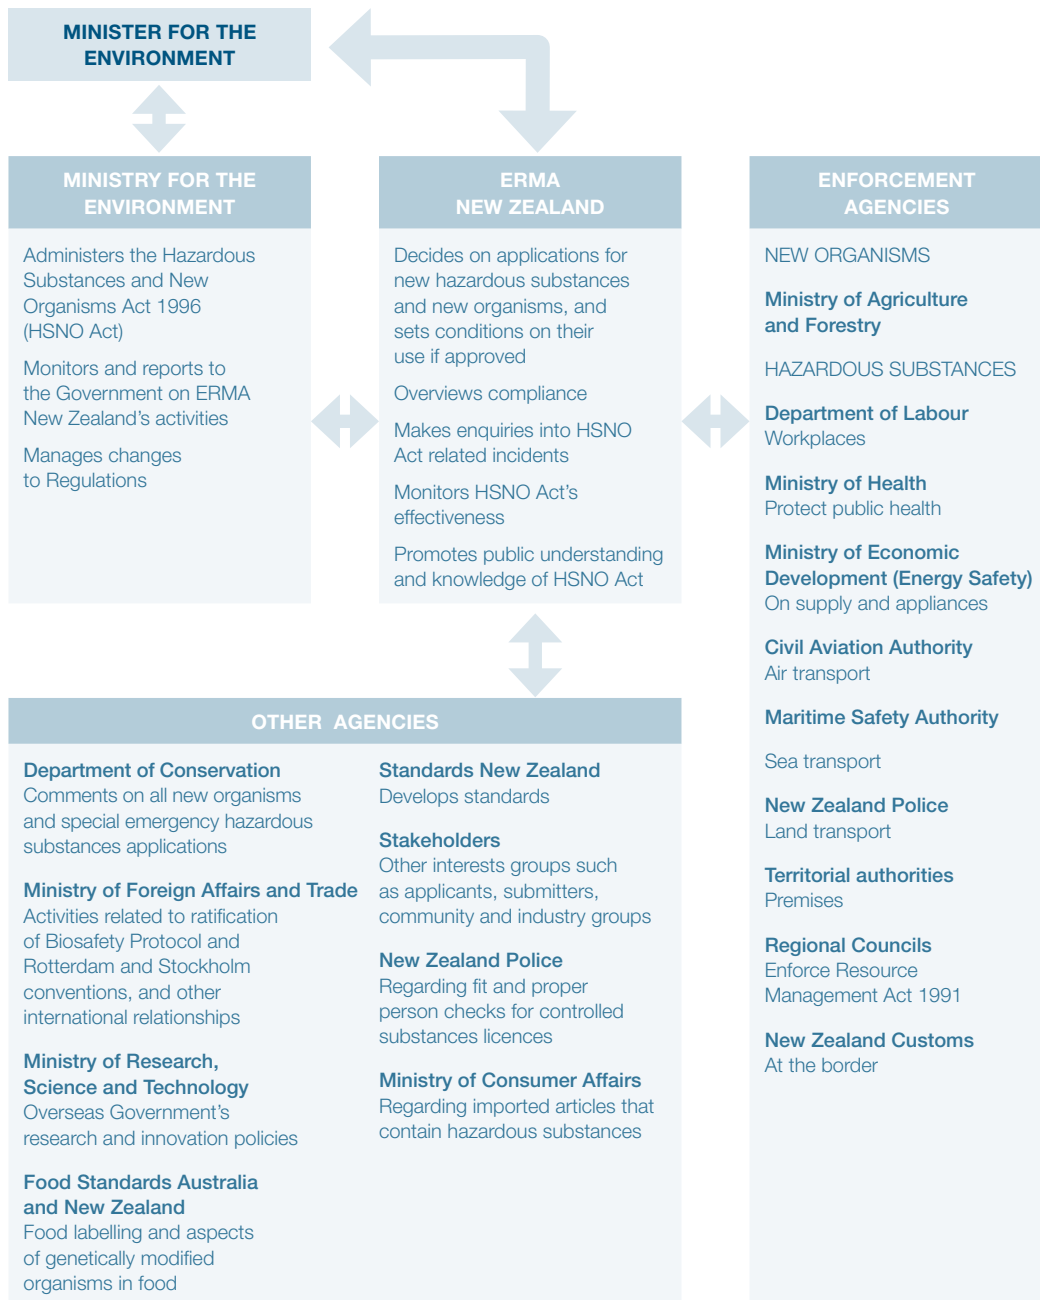 MINISTER FOR THE
ENVIRONMENT
MINISTRY FOR THE
ENVIRONMENT
Administers the Hazardous
Substances and New
Organisms Act 1996
(HSNO Act)
Monitors and reports to
the Government on ERMA
New Zealand’s activities
Manages changes
to Regulations
ERMA
NEW ZEALAND
Decides on applications for
new hazardous substances
and new organisms, and
sets conditions on their
use if approved
Overviews compliance
Makes enquiries into HSNO
Act related incidents
Monitors HSNO Act’s
effectiveness
Promotes public understanding
and knowledge of HSNO Act
ENFORCEMENT
AGENCIES
NEW ORGANISMS
Ministry of Agriculture
and Forestry
HAZARDOUS SUBSTANCES
Department of Labour
Workplaces
Ministry of Health
Protect public health
Ministry of Economic
Development (Energy Safety)
On supply and appliances
Civil Aviation Authority
Air transport
Maritime Safety Authority
Sea transport
New Zealand Police
Land transport
Territorial authorities
Premises
Regional Councils
Enforce Resource
Management Act 1991
New Zealand Customs
At the border
OTHER AGENCIES
Department of Conservation
Comments on all new organisms
and special emergency hazardous
substances applications
Ministry of Foreign Affairs and Trade
Activities related to ratification
of Biosafety Protocol and
Rotterdam and Stockholm
conventions, and other
international relationships
Ministry of Research,
Science and Technology
Overseas Government’s
research and innovation policies
Food Standards Australia
and New Zealand
Food labelling and aspects
of genetically modified
organisms in food
Standards New Zealand
Develops standards
Stakeholders
Other interests groups such
as applicants, submitters,
community and industry groups
New Zealand Police
Regarding fit and proper
person checks for controlled
substances licences
Ministry of Consumer Affairs
Regarding imported articles that
contain hazardous substances